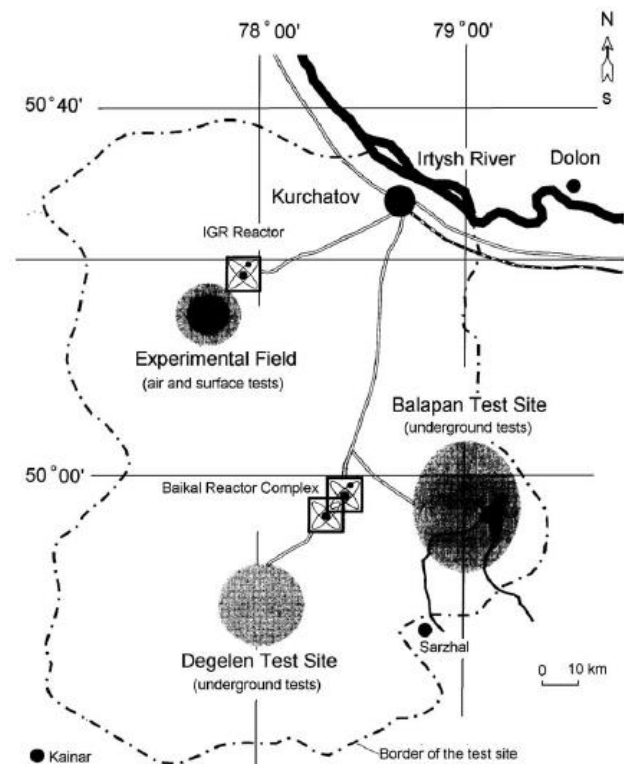 78°00'
79°00'
N
S
50°40'
Irtysh River
Dolon
Kurchatov
IGR Reactor
Experimental Field
(air and surface tests)
Balapan Test Site
(underground tests)
50°00'
Baikal Reactor Complex
Degelen Test Site
(underground tests)
Sarzhal
0 10 km
Kainar
Border of the test site